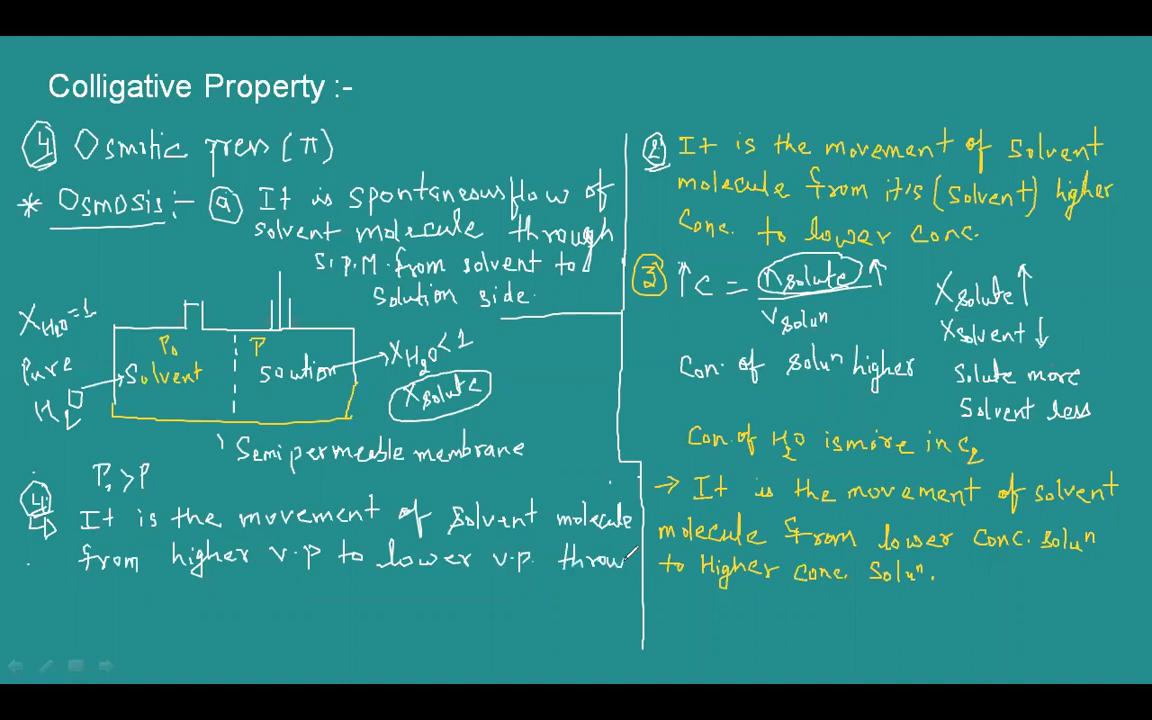 Colligative Property :-
4 Osmotic press (π)
* Osmosis :- a It is spontaneous flow of
solvent molecule through
S.P.M. from solvent to
solution side.
X H2O = 1
Pure
H2O
P0
P
Solvent
Soution
X H2O < 1
Xsolute
Semipermeable membrane
P0 > P
4 It is the movement of solvent molecule
from higher v.p to lower v.p. throu
2 It is the movement of solvent
molecule from it's (solvent) higher
Conc. to lower conc.
3 ↑ C = nsolute ↑
Vsolun
Xsolute ↑
Xsolvent ↓
Con. of solun higher
Solute more
Solvent less
Con. of H2O is more in C2
→ It is the movement of solvent
molecule from lower conc. solun
to Higher conc. Solun.